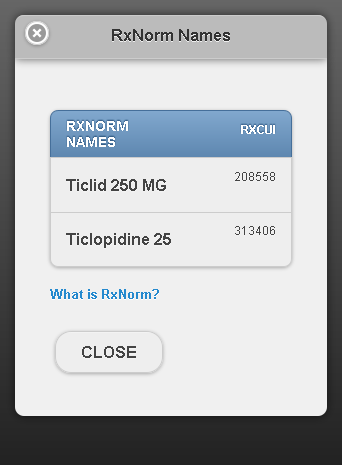 RxNorm Names
RXNORM RXCUI
NAMES
Ticlid 250 MG 208558
Ticlopidine 25 313406
What is RxNorm?
CLOSE